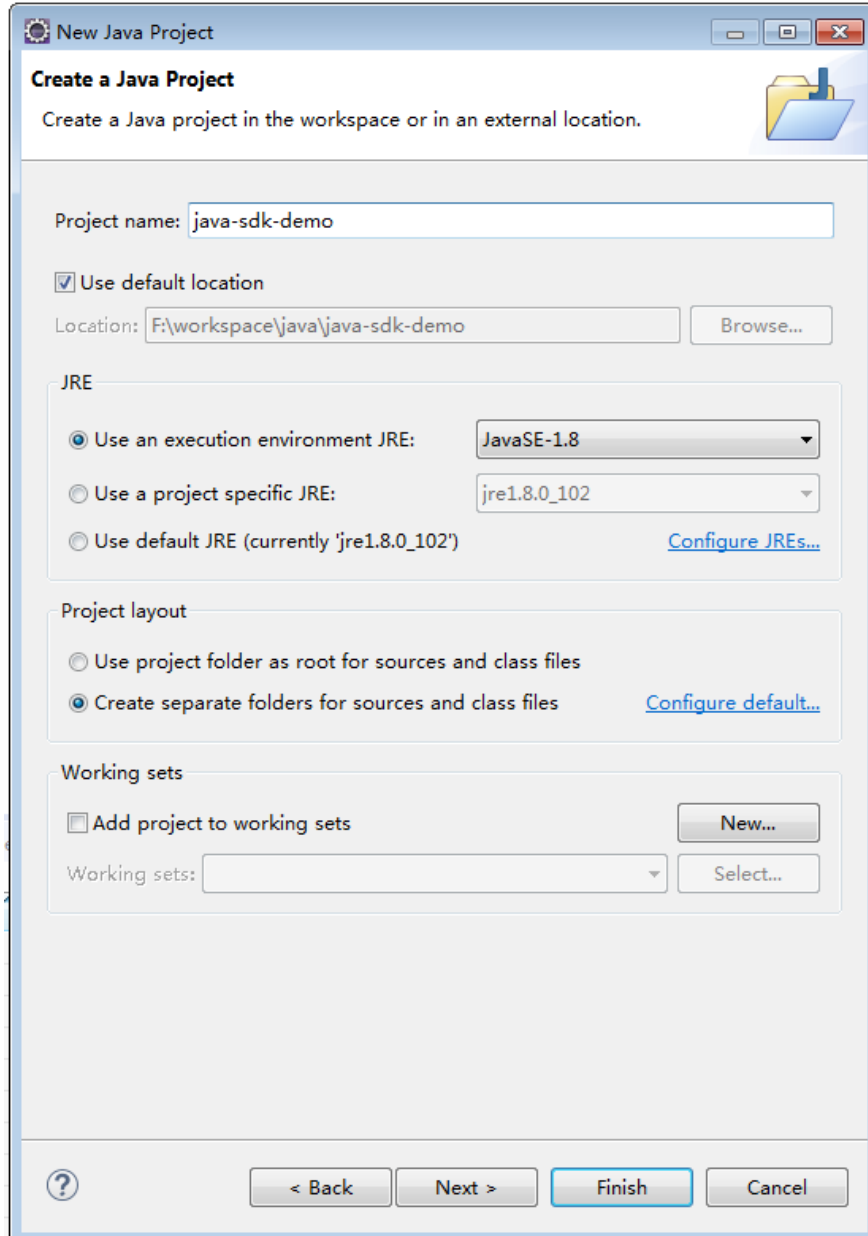 New Java Project
Create a Java Project
Create a Java project in the workspace or in an external location.
Project name: java-sdk-demo
Use default location
Location: F:\workspace\java\java-sdk-demo Browse...
JRE
Use an execution environment JRE: JavaSE-1.8
Use a project specific JRE: jre1.8.0_102
Use default JRE (currently 'jre1.8.0_102') Configure JREs...
Project layout
Use project folder as root for sources and class files
Create separate folders for sources and class files Configure default...
Working sets
Add project to working sets New...
Working sets: Select...
? < Back Next > Finish Cancel